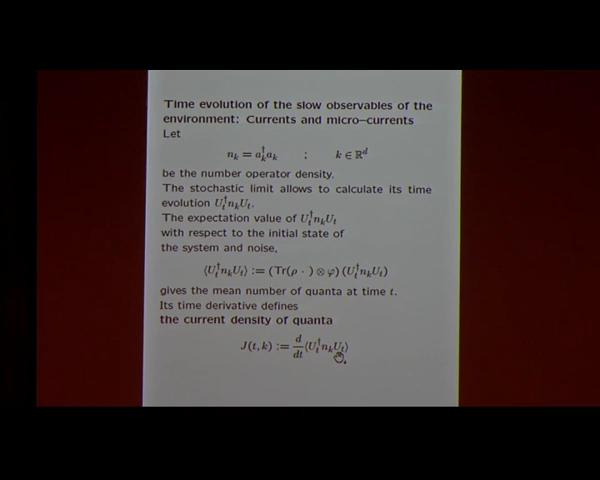 Time evolution of the slow observables of the
environment: Currents and micro-currents
Let
n_k = a_k^† a_k ; k ∈ ℝ^d
be the number operator density.
The stochastic limit allows to calculate its time
evolution U_t^† n_k U_t.
The expectation value of U_t^† n_k U_t
with respect to the initial state of
the system and noise,
⟨U_t^† n_k U_t⟩ := (Tr(ρ · ) ⊗ φ) (U_t^† n_k U_t)
gives the mean number of quanta at time t.
Its time derivative defines
the current density of quanta
J(t, k) := d/dt ⟨U_t^† n_k U_t⟩